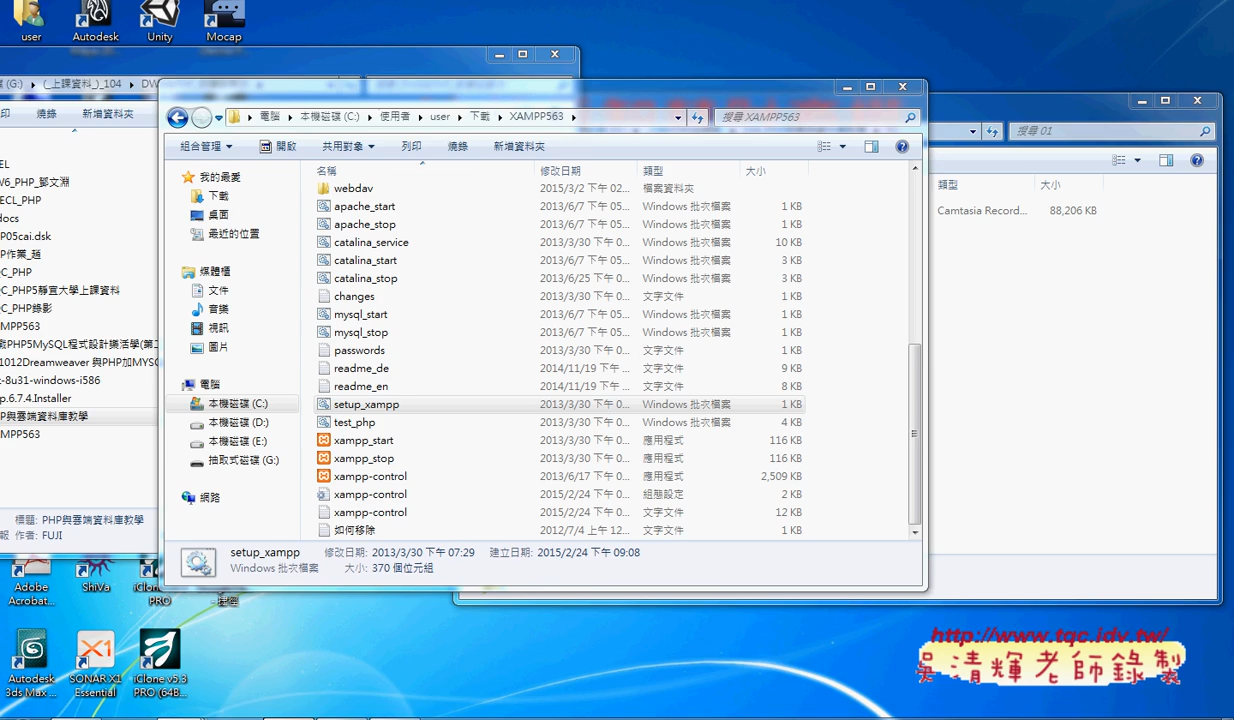 user
Autodesk
Unity
Mocap
(G:) ▸ (_上課資料_)_104 ▸ DW
印 燒錄 新增資料夾
EL
W6_PHP_鄧文淵
ECL_PHP
docs
P05cai.dsk
P作業_趙
QC_PHP
QC_PHP5靜宜大學上課資料
QC_PHP錄影
MPP563
戰PHP5MySQL程式設計樂活學(第二
1012Dreamweaver 與PHP加MYSC
t-8u31-windows-i586
p.6.7.4.Installer
P與雲端資料庫教學
MPP563
標題: PHP與雲端資料庫教學
報 作者: FUJI
電腦 ▸ 本機磁碟 (C:) ▸ 使用者 ▸ user ▸ 下載 ▸ XAMPP563 ▸
搜尋 XAMPP563
組合管理 開啟 共用對象 列印 燒錄 新增資料夾
我的最愛
下載
桌面
最近的位置
媒體櫃
文件
音樂
視訊
圖片
電腦
本機磁碟 (C:)
本機磁碟 (D:)
本機磁碟 (E:)
抽取式磁碟 (G:)
網路
名稱 修改日期 類型 大小
webdav 2015/3/2 下午 02... 檔案資料夾
apache_start 2013/6/7 下午 05... Windows 批次檔案 1 KB
apache_stop 2013/6/7 下午 05... Windows 批次檔案 1 KB
catalina_service 2013/3/30 下午 0... Windows 批次檔案 10 KB
catalina_start 2013/6/7 下午 05... Windows 批次檔案 3 KB
catalina_stop 2013/6/25 下午 0... Windows 批次檔案 3 KB
changes 2013/3/30 下午 0... 文字文件 1 KB
mysql_start 2013/6/7 下午 05... Windows 批次檔案 1 KB
mysql_stop 2013/6/7 下午 05... Windows 批次檔案 1 KB
passwords 2013/3/30 下午 0... 文字文件 1 KB
readme_de 2014/11/19 下午 ... 文字文件 9 KB
readme_en 2014/11/19 下午 ... 文字文件 8 KB
setup_xampp 2013/3/30 下午 0... Windows 批次檔案 1 KB
test_php 2013/3/30 下午 0... Windows 批次檔案 4 KB
xampp_start 2013/3/30 下午 0... 應用程式 116 KB
xampp_stop 2013/3/30 下午 0... 應用程式 116 KB
xampp-control 2013/6/17 下午 0... 應用程式 2,509 KB
xampp-control 2015/2/24 下午 0... 組態設定 2 KB
xampp-control 2015/2/24 下午 0... 文字文件 12 KB
如何移除 2012/7/4 上午 12... 文字文件 1 KB
setup_xampp 修改日期: 2013/3/30 下午 07:29 建立日期: 2015/2/24 下午 09:08
Windows 批次檔案 大小: 370 個位元組
搜尋 01
類型 大小
Camtasia Record... 88,206 KB
Adobe Acrobat...
ShiVa
iClone
PRO
捷徑
Autodesk 3ds Max ...
SONAR X1 Essential
iClone v5.3 PRO (64B...
http://www.tqc.idv.tw/
吳清輝老師錄製